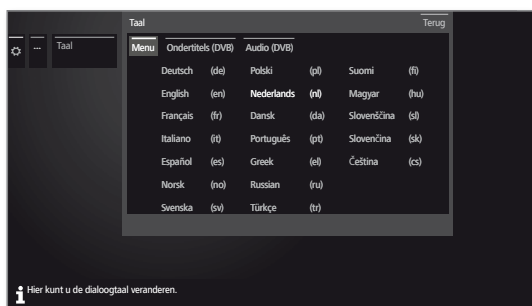 Taal Terug
... Taal
Menu Ondertitels (DVB) Audio (DVB)
Deutsch (de) Polski (pl) Suomi (fi)
English (en) Nederlands (nl) Magyar (hu)
Français (fr) Dansk (da) Slovenščina (sl)
Italiano (it) Português (pt) Slovenčina (sk)
Español (es) Greek (el) Čeština (cs)
Norsk (no) Russian (ru)
Svenska (sv) Türkçe (tr)
i Hier kunt u de dialoogtaal veranderen.